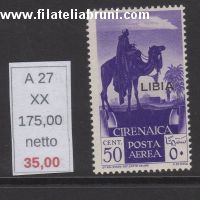 www.filateliabruni.com
A 27
XX
175,00
netto
35,00
LIBIA
CIRENAICA
CENT.
50
POSTA
AEREA